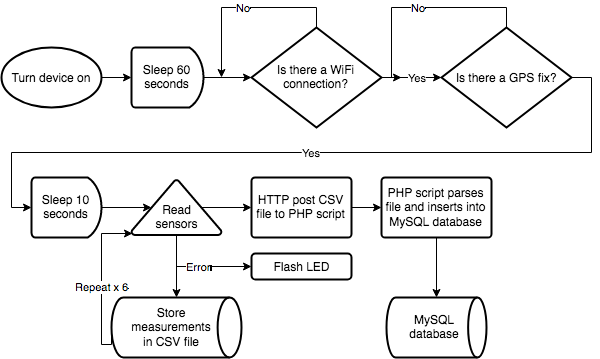 No
No
Turn device on
Sleep 60
seconds
Is there a WiFi
connection?
Yes
Is there a GPS fix?
Yes
Sleep 10
seconds
Read
sensors
HTTP post CSV
file to PHP script
PHP script parses
file and inserts into
MySQL database
Error
Flash LED
Repeat x 6
Store
measurements
in CSV file
MySQL
database